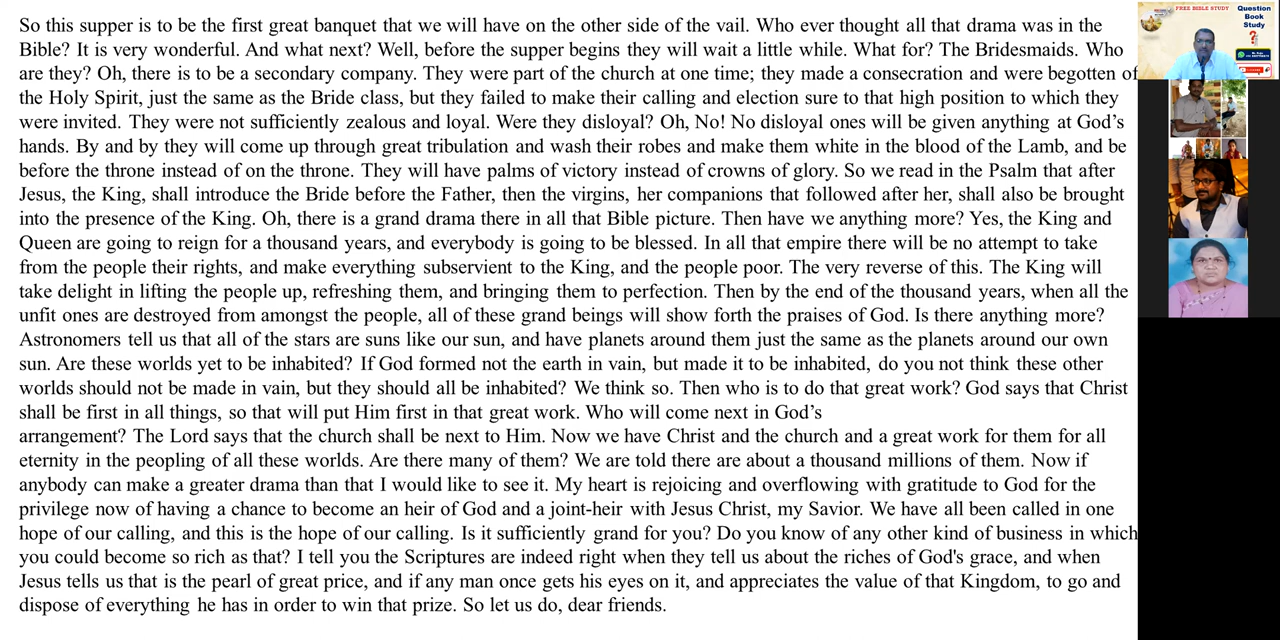 So this supper is to be the first great banquet that we will have on the other side of the vail. Who ever thought all that drama was in the
Bible? It is very wonderful. And what next? Well, before the supper begins they will wait a little while. What for? The Bridesmaids. Who
are they? Oh, there is to be a secondary company. They were part of the church at one time; they made a consecration and were begotten of
the Holy Spirit, just the same as the Bride class, but they failed to make their calling and election sure to that high position to which they
were invited. They were not sufficiently zealous and loyal. Were they disloyal? Oh, No! No disloyal ones will be given anything at God’s
hands. By and by they will come up through great tribulation and wash their robes and make them white in the blood of the Lamb, and be
before the throne instead of on the throne. They will have palms of victory instead of crowns of glory. So we read in the Psalm that after
Jesus, the King, shall introduce the Bride before the Father, then the virgins, her companions that followed after her, shall also be brought
into the presence of the King. Oh, there is a grand drama there in all that Bible picture. Then have we anything more? Yes, the King and
Queen are going to reign for a thousand years, and everybody is going to be blessed. In all that empire there will be no attempt to take
from the people their rights, and make everything subservient to the King, and the people poor. The very reverse of this. The King will
take delight in lifting the people up, refreshing them, and bringing them to perfection. Then by the end of the thousand years, when all the
unfit ones are destroyed from amongst the people, all of these grand beings will show forth the praises of God. Is there anything more?
Astronomers tell us that all of the stars are suns like our sun, and have planets around them just the same as the planets around our own
sun. Are these worlds yet to be inhabited? If God formed not the earth in vain, but made it to be inhabited, do you not think these other
worlds should not be made in vain, but they should all be inhabited? We think so. Then who is to do that great work? God says that Christ
shall be first in all things, so that will put Him first in that great work. Who will come next in God’s
arrangement? The Lord says that the church shall be next to Him. Now we have Christ and the church and a great work for them for all
eternity in the peopling of all these worlds. Are there many of them? We are told there are about a thousand millions of them. Now if
anybody can make a greater drama than that I would like to see it. My heart is rejoicing and overflowing with gratitude to God for the
privilege now of having a chance to become an heir of God and a joint-heir with Jesus Christ, my Savior. We have all been called in one
hope of our calling, and this is the hope of our calling. Is it sufficiently grand for you? Do you know of any other kind of business in which
you could become so rich as that? I tell you the Scriptures are indeed right when they tell us about the riches of God's grace, and when
Jesus tells us that is the pearl of great price, and if any man once gets his eyes on it, and appreciates the value of that Kingdom, to go and
dispose of everything he has in order to win that prize. So let us do, dear friends.
FREE BIBLE STUDY
Question
Book
Study